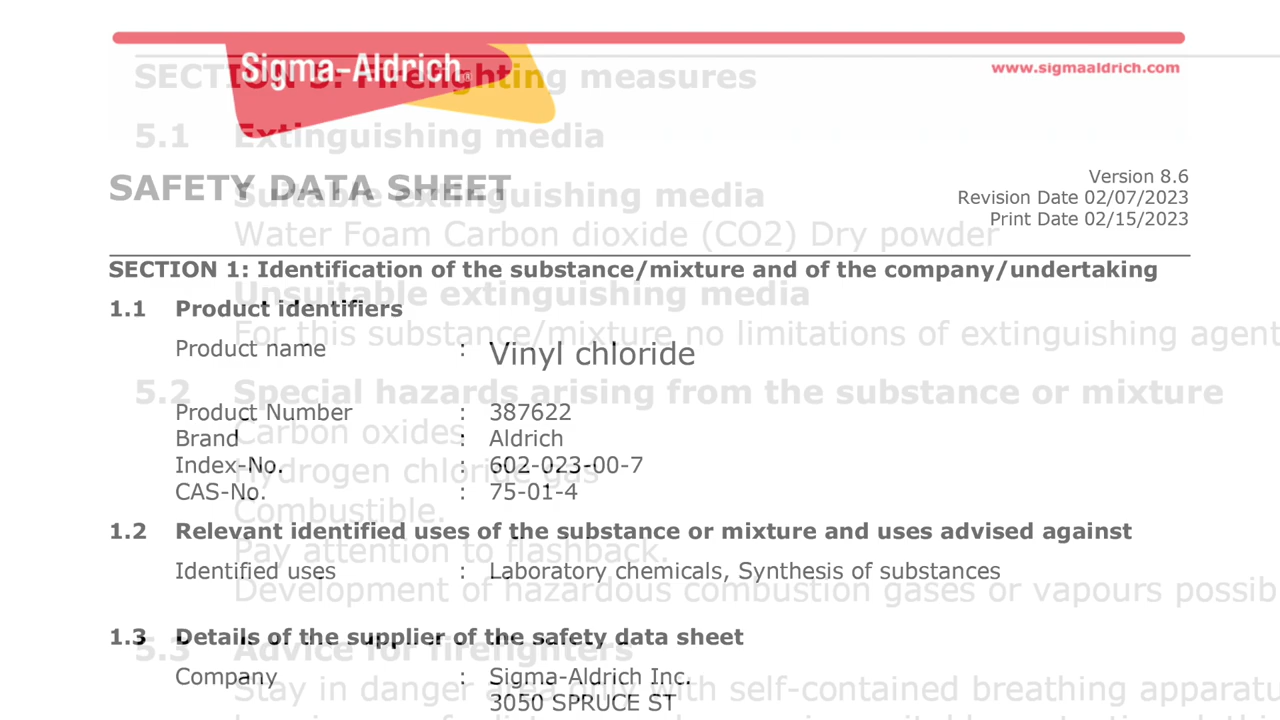 Sigma-Aldrich®
www.sigmaaldrich.com
SECTION 5: Firefighting measures
5.1 Extinguishing media
SAFETY DATA SHEET
Version 8.6
Revision Date 02/07/2023
Print Date 02/15/2023
Suitable extinguishing media
Water Foam Carbon dioxide (CO2) Dry powder
SECTION 1: Identification of the substance/mixture and of the company/undertaking
Unsuitable extinguishing media
1.1 Product identifiers
For this substance/mixture no limitations of extinguishing agent
Product name : Vinyl chloride
5.2 Special hazards arising from the substance or mixture
Product Number : 387622
Carbon oxides
Brand : Aldrich
Index-No. : 602-023-00-7
Hydrogen chloride gas
CAS-No. : 75-01-4
Combustible.
1.2 Relevant identified uses of the substance or mixture and uses advised against
Pay attention to flashback.
Identified uses : Laboratory chemicals, Synthesis of substances
Development of hazardous combustion gases or vapours possib
1.3 Details of the supplier of the safety data sheet
5.3 Advice for firefighters
Company : Sigma-Aldrich Inc.
Stay in danger area only with self-contained breathing apparatu
3050 SPRUCE ST